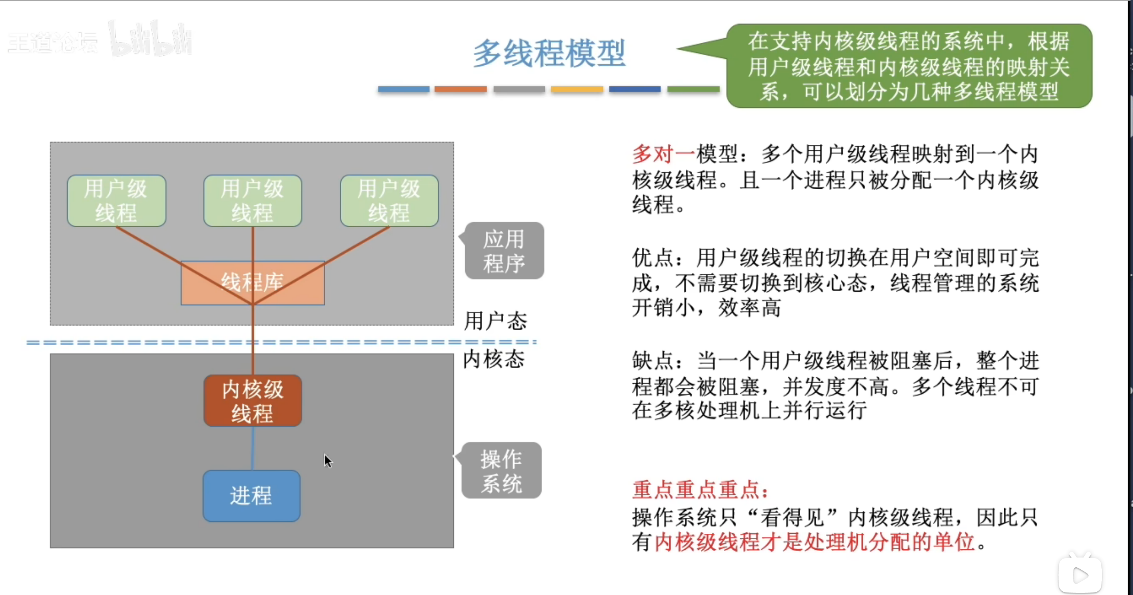 王道论坛 bilibili
多线程模型
在支持内核级线程的系统中，根据
用户级线程和内核级线程的映射关
系，可以划分为几种多线程模型
用户级
线程
用户级
线程
用户级
线程
线程库
应用
程序
用户态
内核态
内核级
线程
进程
操作
系统
多对一模型：多个用户级线程映射到一个内
核级线程。且一个进程只被分配一个内核级
线程。
优点：用户级线程的切换在用户空间即可完
成，不需要切换到核心态，线程管理的系统
开销小，效率高
缺点：当一个用户级线程被阻塞后，整个进
程都会被阻塞，并发度不高。多个线程不可
在多核处理机上并行运行
重点重点重点：
操作系统只“看得见”内核级线程，因此只
有内核级线程才是处理机分配的单位。